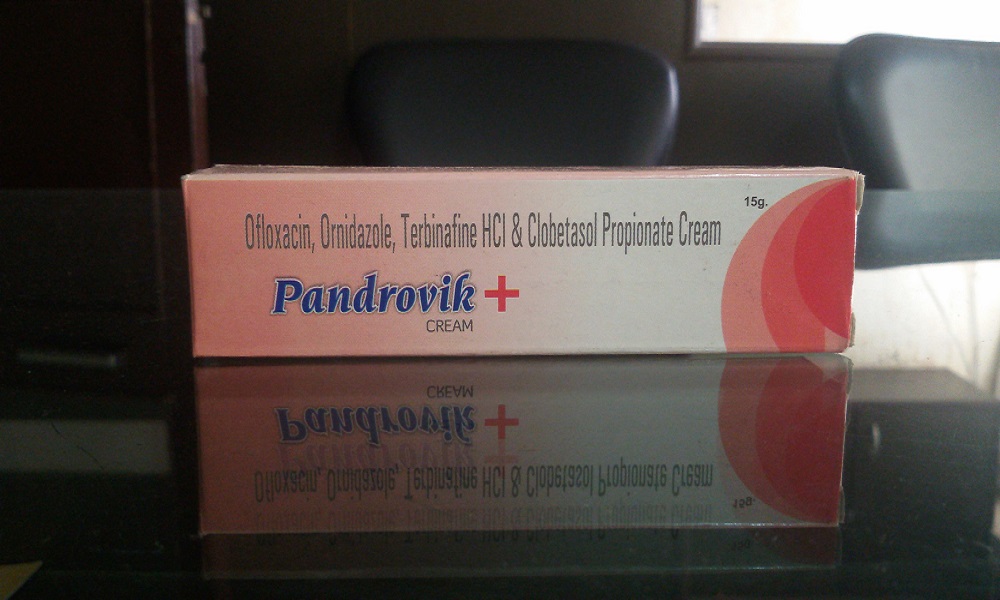 15g.
Ofloxacin, Ornidazole, Terbinafine HCl & Clobetasol Propionate Cream
Pandrovik +
CREAM